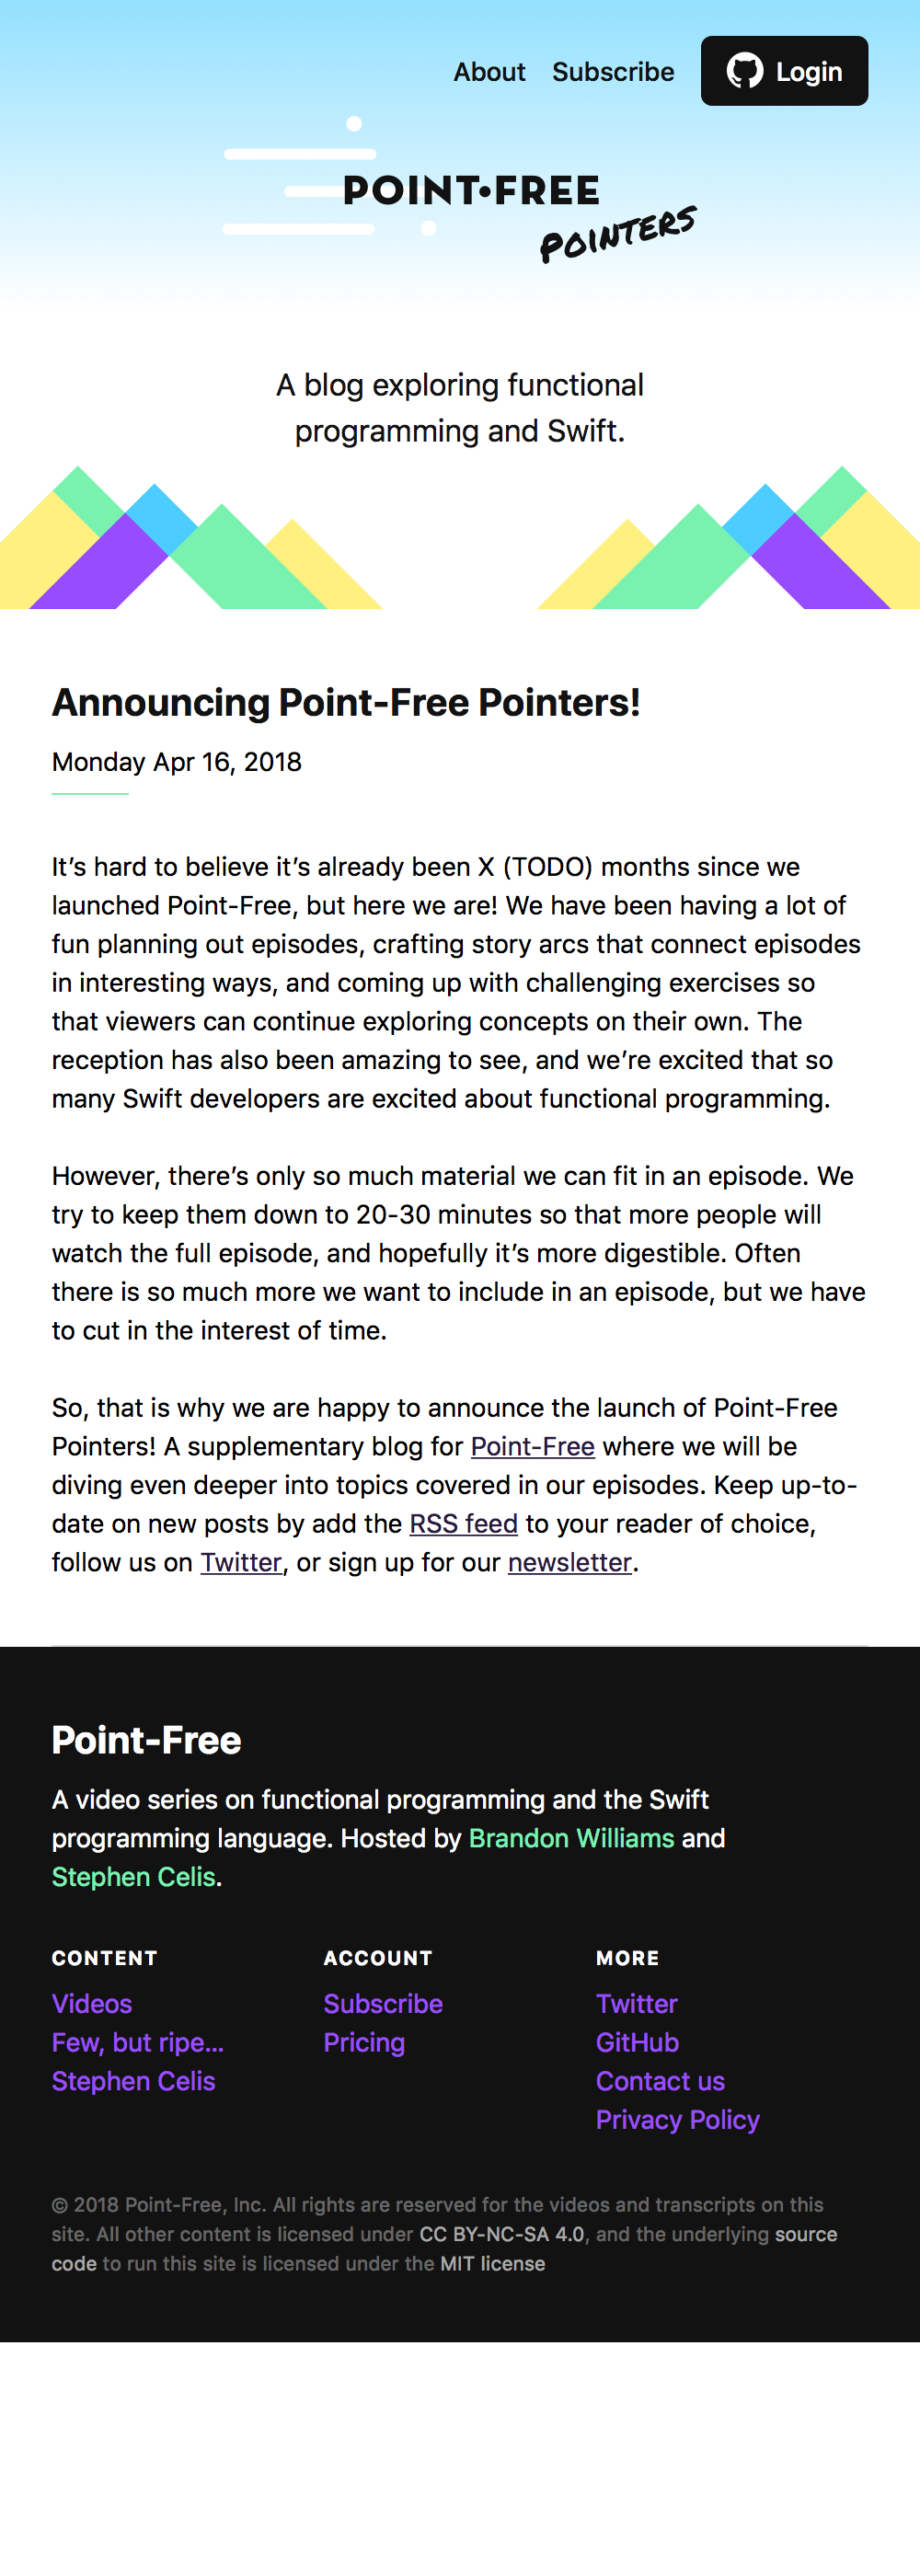 About Subscribe Login
POINT•FREE
POINTERS
A blog exploring functional
programming and Swift.
Announcing Point-Free Pointers!
Monday Apr 16, 2018
It’s hard to believe it’s already been X (TODO) months since we
launched Point-Free, but here we are! We have been having a lot of
fun planning out episodes, crafting story arcs that connect episodes
in interesting ways, and coming up with challenging exercises so
that viewers can continue exploring concepts on their own. The
reception has also been amazing to see, and we’re excited that so
many Swift developers are excited about functional programming.
However, there’s only so much material we can fit in an episode. We
try to keep them down to 20-30 minutes so that more people will
watch the full episode, and hopefully it’s more digestible. Often
there is so much more we want to include in an episode, but we have
to cut in the interest of time.
So, that is why we are happy to announce the launch of Point-Free
Pointers! A supplementary blog for Point-Free where we will be
diving even deeper into topics covered in our episodes. Keep up-to-
date on new posts by add the RSS feed to your reader of choice,
follow us on Twitter, or sign up for our newsletter.
Point-Free
A video series on functional programming and the Swift
programming language. Hosted by Brandon Williams and
Stephen Celis.
CONTENT
Videos
Few, but ripe...
Stephen Celis
ACCOUNT
Subscribe
Pricing
MORE
Twitter
GitHub
Contact us
Privacy Policy
© 2018 Point-Free, Inc. All rights are reserved for the videos and transcripts on this
site. All other content is licensed under CC BY-NC-SA 4.0, and the underlying source
code to run this site is licensed under the MIT license